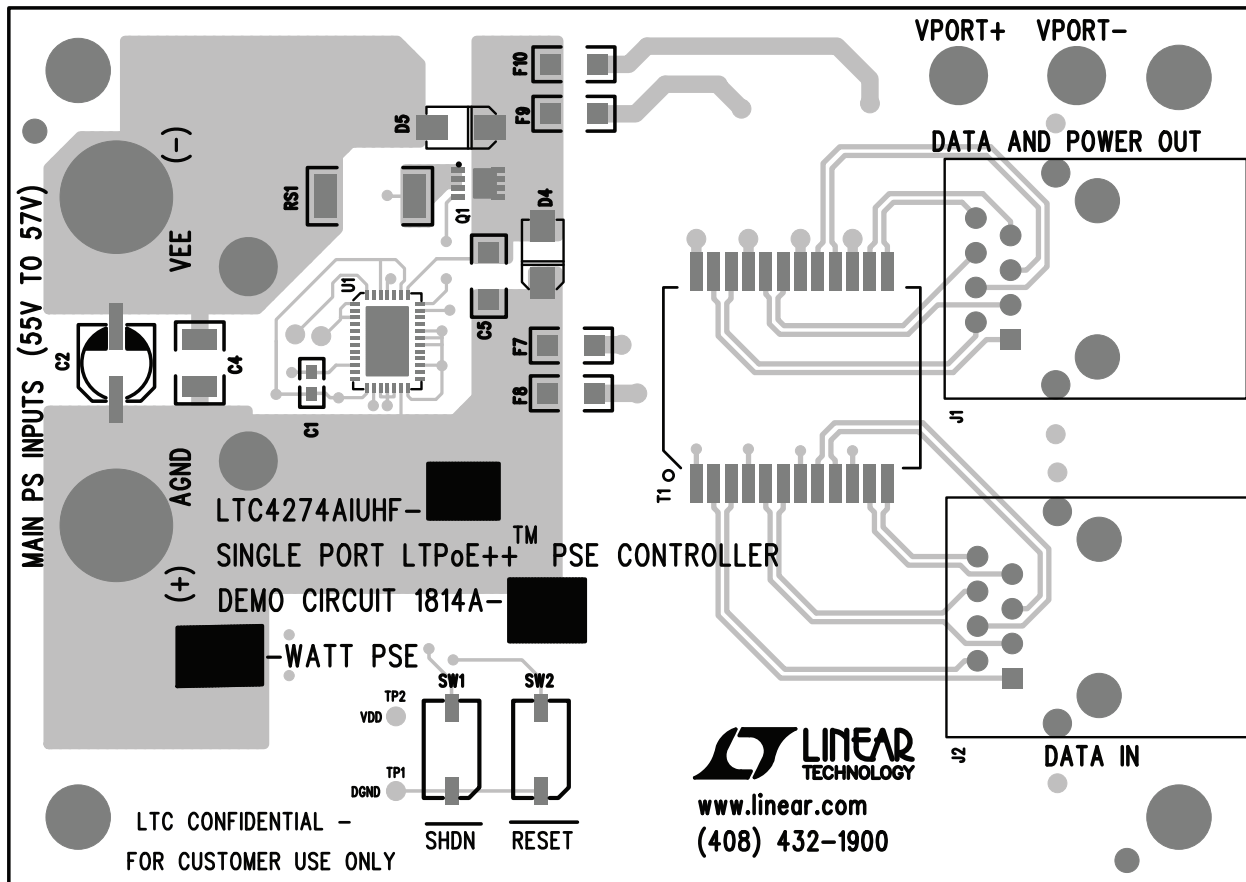 VPORT+ VPORT-
F10
F9
D5
DATA AND POWER OUT
(-)
RS1
Q1
D4
VEE
MAIN PS INPUTS (55V TO 57V)
U1
C5
C2
C4
F7
F8
C1
J1
T1
AGND
(+)
LTC4274AIUHF-
SINGLE PORT LTPoE++™ PSE CONTROLLER
DEMO CIRCUIT 1814A-
-WATT PSE
SW1 SW2
TP2
VDD
TP1
DGND
SHDN RESET
J2
DATA IN
LINEAR
TECHNOLOGY
www.linear.com
(408) 432-1900
LTC CONFIDENTIAL -
FOR CUSTOMER USE ONLY